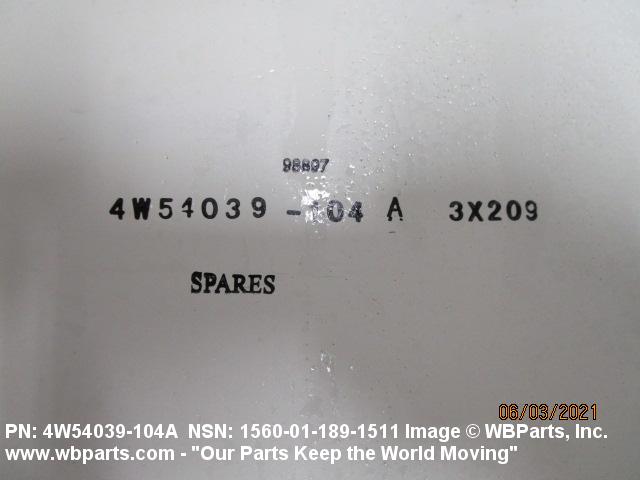 98897
4W54039-104 A 3X209
SPARES
06/03/2021
PN: 4W54039-104A NSN: 1560-01-189-1511 Image © WBParts, Inc.
www.wbparts.com - "Our Parts Keep the World Moving"